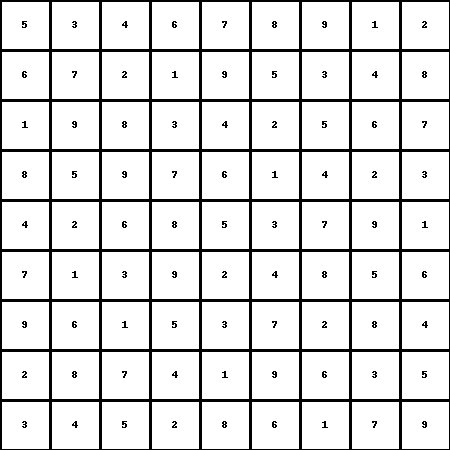 5 3 4 6 7 8 9 1 2
6 7 2 1 9 5 3 4 8
1 9 8 3 4 2 5 6 7
8 5 9 7 6 1 4 2 3
4 2 6 8 5 3 7 9 1
7 1 3 9 2 4 8 5 6
9 6 1 5 3 7 2 8 4
2 8 7 4 1 9 6 3 5
3 4 5 2 8 6 1 7 9